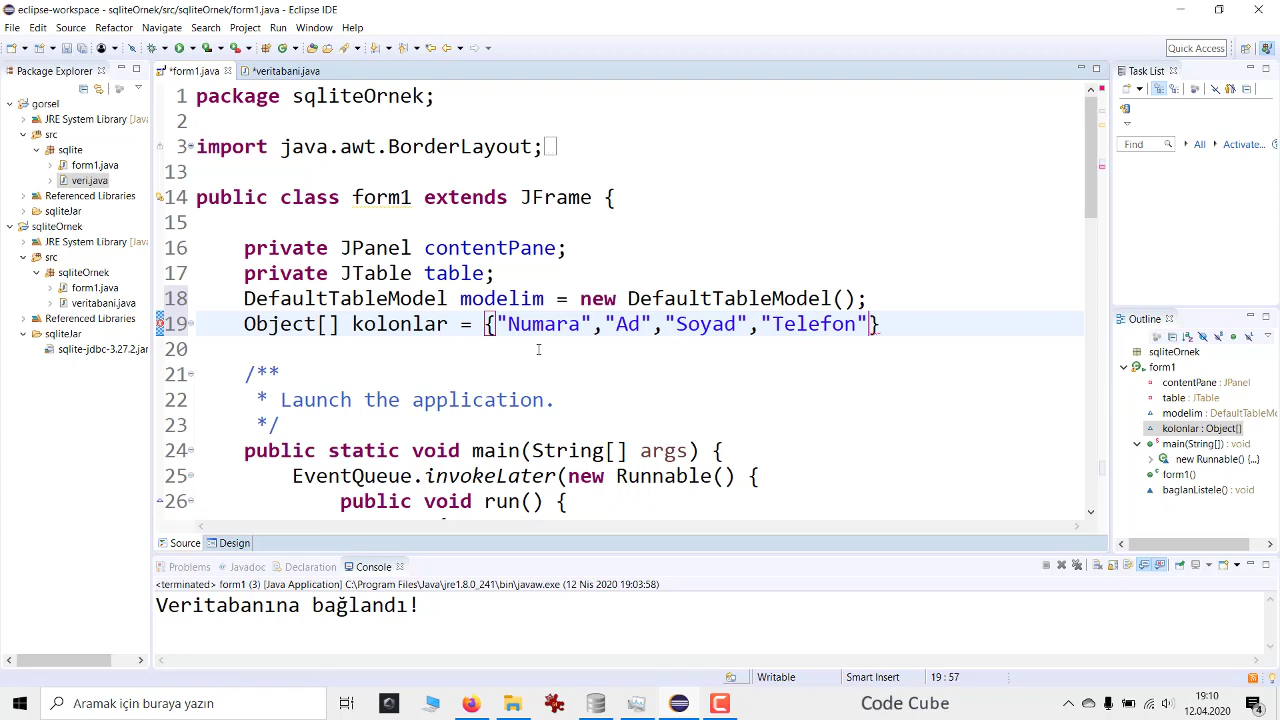 eclipse-workspace - sqliteOrnek/src/sqliteOrnek/form1.java - Eclipse IDE
File Edit Source Refactor Navigate Search Project Run Window Help
Quick Access
Package Explorer
*form1.java
*veritabani.java
Task List
gorsel
JRE System Library [Java
src
sqlite
form1.java
veri.java
Referenced Libraries
sqliteJar
sqliteOrnek
JRE System Library [Jav
src
sqliteOrnek
form1.java
veritabani.java
Referenced Libraries
sqliteJar
sqlite-jdbc-3.27.2.jar
1 package sqliteOrnek;
2
3 import java.awt.BorderLayout;
13
14 public class form1 extends JFrame {
15
16 private JPanel contentPane;
17 private JTable table;
18 DefaultTableModel modelim = new DefaultTableModel();
19 Object[] kolonlar = {"Numara","Ad","Soyad","Telefon"}
20
21 /**
22 * Launch the application.
23 */
24 public static void main(String[] args) {
25 EventQueue.invokeLater(new Runnable() {
26 public void run() {
Find All Activate...
Outline
sqliteOrnek
form1
contentPane : JPanel
table : JTable
modelim : DefaultTableMo
kolonlar : Object[]
main(String[]) : void
new Runnable() {...}
form1()
baglanListele() : void
Source Design
Problems Javadoc Declaration Console
<terminated> form1 (3) [Java Application] C:\Program Files\Java\jre1.8.0_241\bin\javaw.exe (12 Nis 2020 19:03:58)
Veritabanına bağlandı!
Writable Smart Insert 19 : 57
Aramak için buraya yazın
Code Cube
19:10
12.04.2020
4